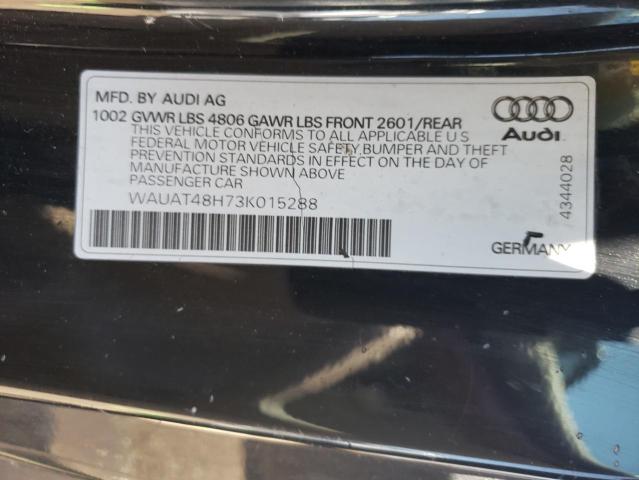 MFD. BY AUDI AG
1002 GVWR LBS 4806 GAWR LBS FRONT 2601/REAR
THIS VEHICLE CONFORMS TO ALL APPLICABLE U.S
FEDERAL MOTOR VEHICLE SAFETY,BUMPER AND THEFT
PREVENTION STANDARDS IN EFFECT ON THE DAY OF
MANUFACTURE SHOWN ABOVE
PASSENGER CAR
WAUAT48H73K015288
Audi
4344028
GERMANY